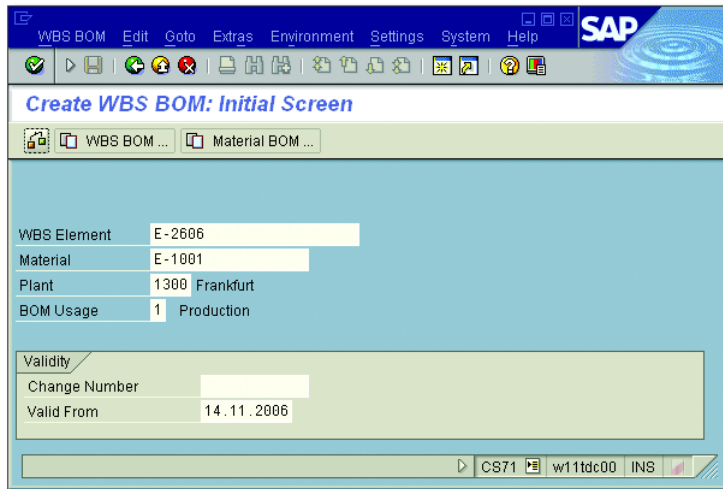 WBS BOM Edit Goto Extras Environment Settings System Help
SAP
Create WBS BOM: Initial Screen
WBS BOM ... Material BOM ...
WBS Element E-2606
Material E-1001
Plant 1300 Frankfurt
BOM Usage 1 Production
Validity
Change Number
Valid From 14.11.2006
CS71 w11tdc00 INS